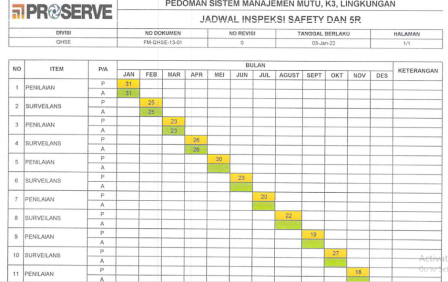 PROSERVE
PEDOMAN SISTEM MANAJEMEN MUTU, K3, LINGKUNGAN
JADWAL INSPEKSI SAFETY DAN 5R
DIVISI NO DOKUMEN NO REVISI TANGGAL BERLAKU HALAMAN
QHSE FM-QHSE-13-01 0 03-Jan-22 1/1
NO ITEM P/A BULAN KETERANGAN
JAN FEB MAR APR MEI JUN JUL AGUST SEPT OKT NOV DES
1 PENILAIAN P 31
A 31
2 SURVEILANS P 25
A 25
3 PENILAIAN P 23
A 23
4 SURVEILANS P 26
A 26
5 PENILAIAN P 30
A
6 SURVEILANS P 23
A
7 PENILAIAN P 20
A
8 SURVEILANS P 22
A
9 PENILAIAN P 19
A
10 SURVEILANS P 27
A
11 PENILAIAN P 18
A